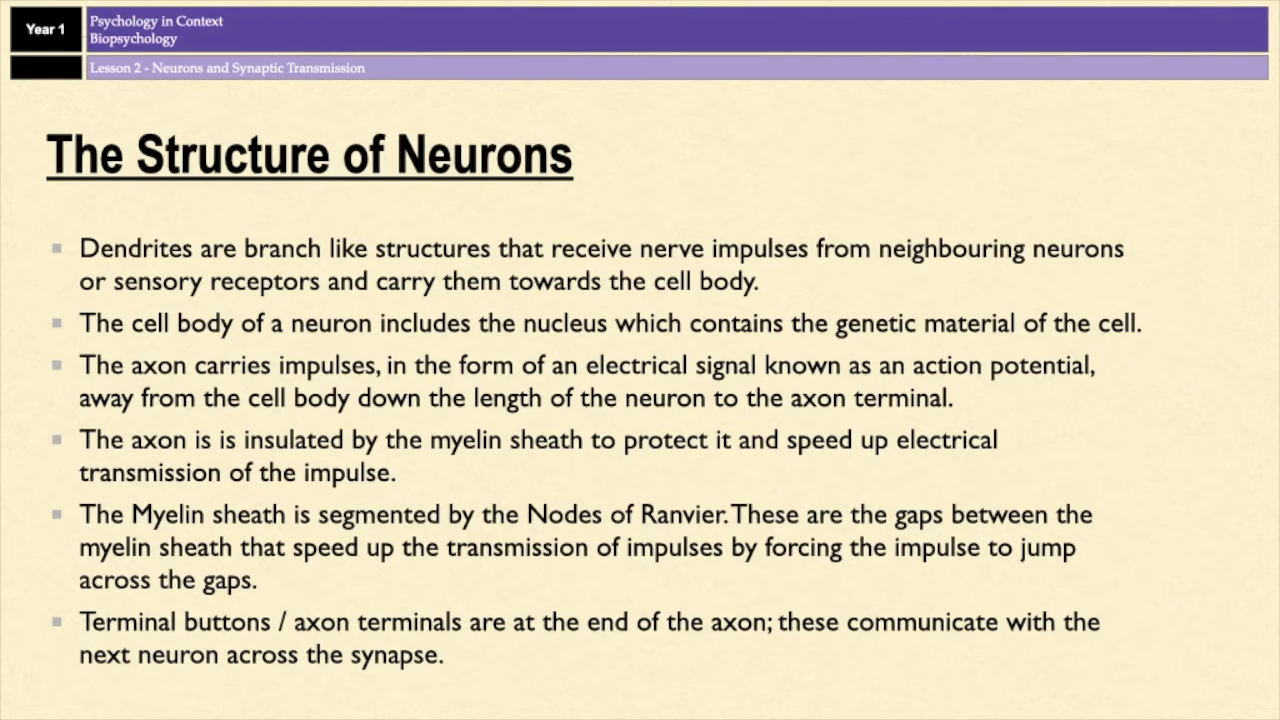 Year 1
Psychology in Context
Biopsychology
Lesson 2 - Neurons and Synaptic Transmission
The Structure of Neurons
Dendrites are branch like structures that receive nerve impulses from neighbouring neurons
or sensory receptors and carry them towards the cell body.
The cell body of a neuron includes the nucleus which contains the genetic material of the cell.
The axon carries impulses, in the form of an electrical signal known as an action potential,
away from the cell body down the length of the neuron to the axon terminal.
The axon is is insulated by the myelin sheath to protect it and speed up electrical
transmission of the impulse.
The Myelin sheath is segmented by the Nodes of Ranvier. These are the gaps between the
myelin sheath that speed up the transmission of impulses by forcing the impulse to jump
across the gaps.
Terminal buttons / axon terminals are at the end of the axon; these communicate with the
next neuron across the synapse.